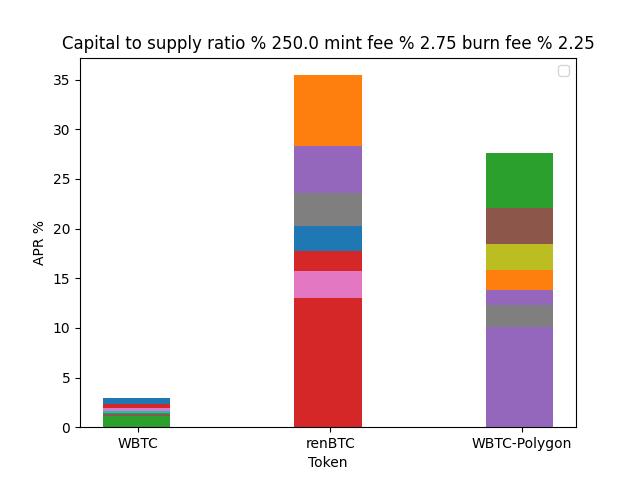 Capital to supply ratio % 250.0 mint fee % 2.75 burn fee % 2.25
35
30
25
20
15
10
5
0
APR %
WBTC renBTC WBTC-Polygon
Token